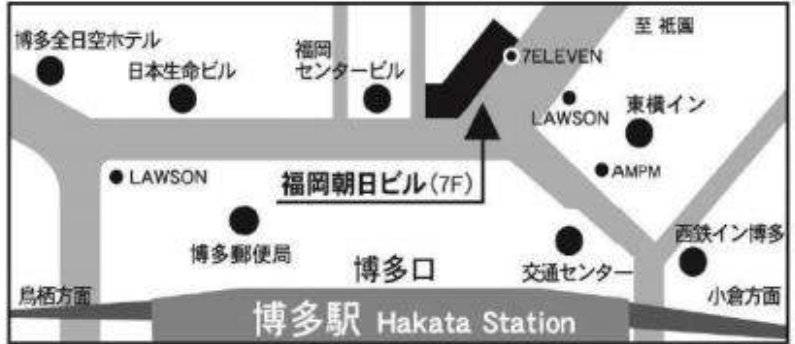 至 祇園
博多全日空ホテル
日本生命ビル
福岡
センタービル
7ELEVEN
LAWSON
東横イン
AMPM
LAWSON
福岡朝日ビル(7F)
博多郵便局
博多口
交通センター
西鉄イン博多
鳥栖方面
小倉方面
博多駅 Hakata Station